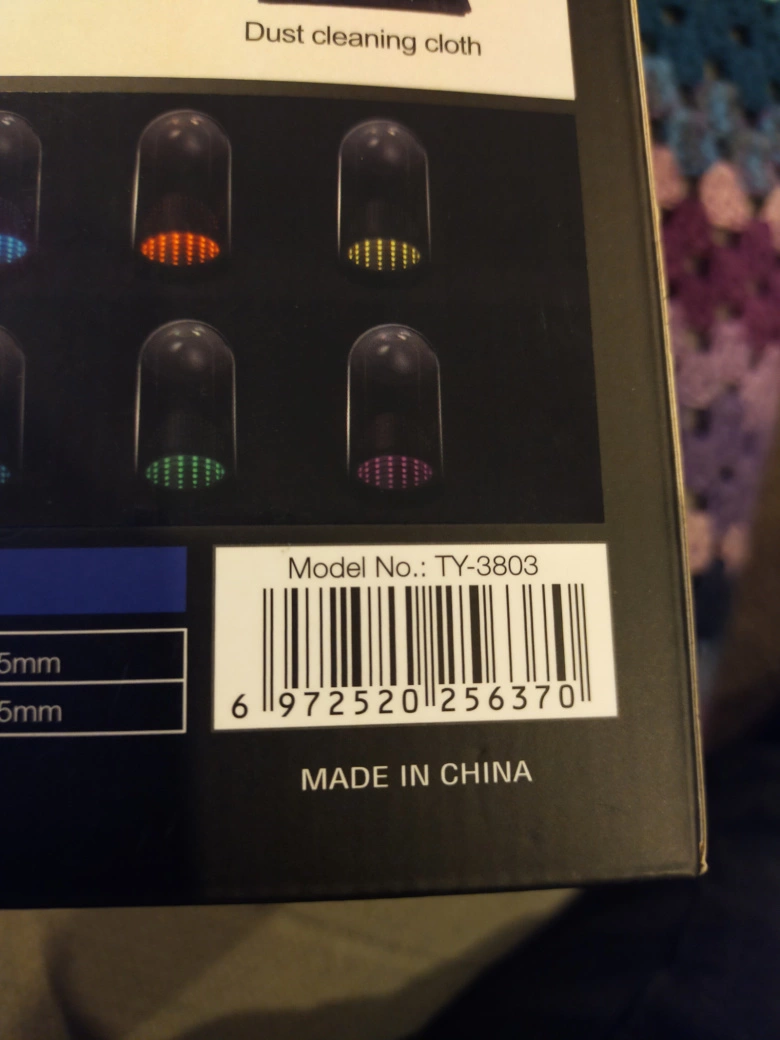 Dust cleaning cloth
Model No.: TY-3803
5mm
5mm
6 972520 256370
MADE IN CHINA